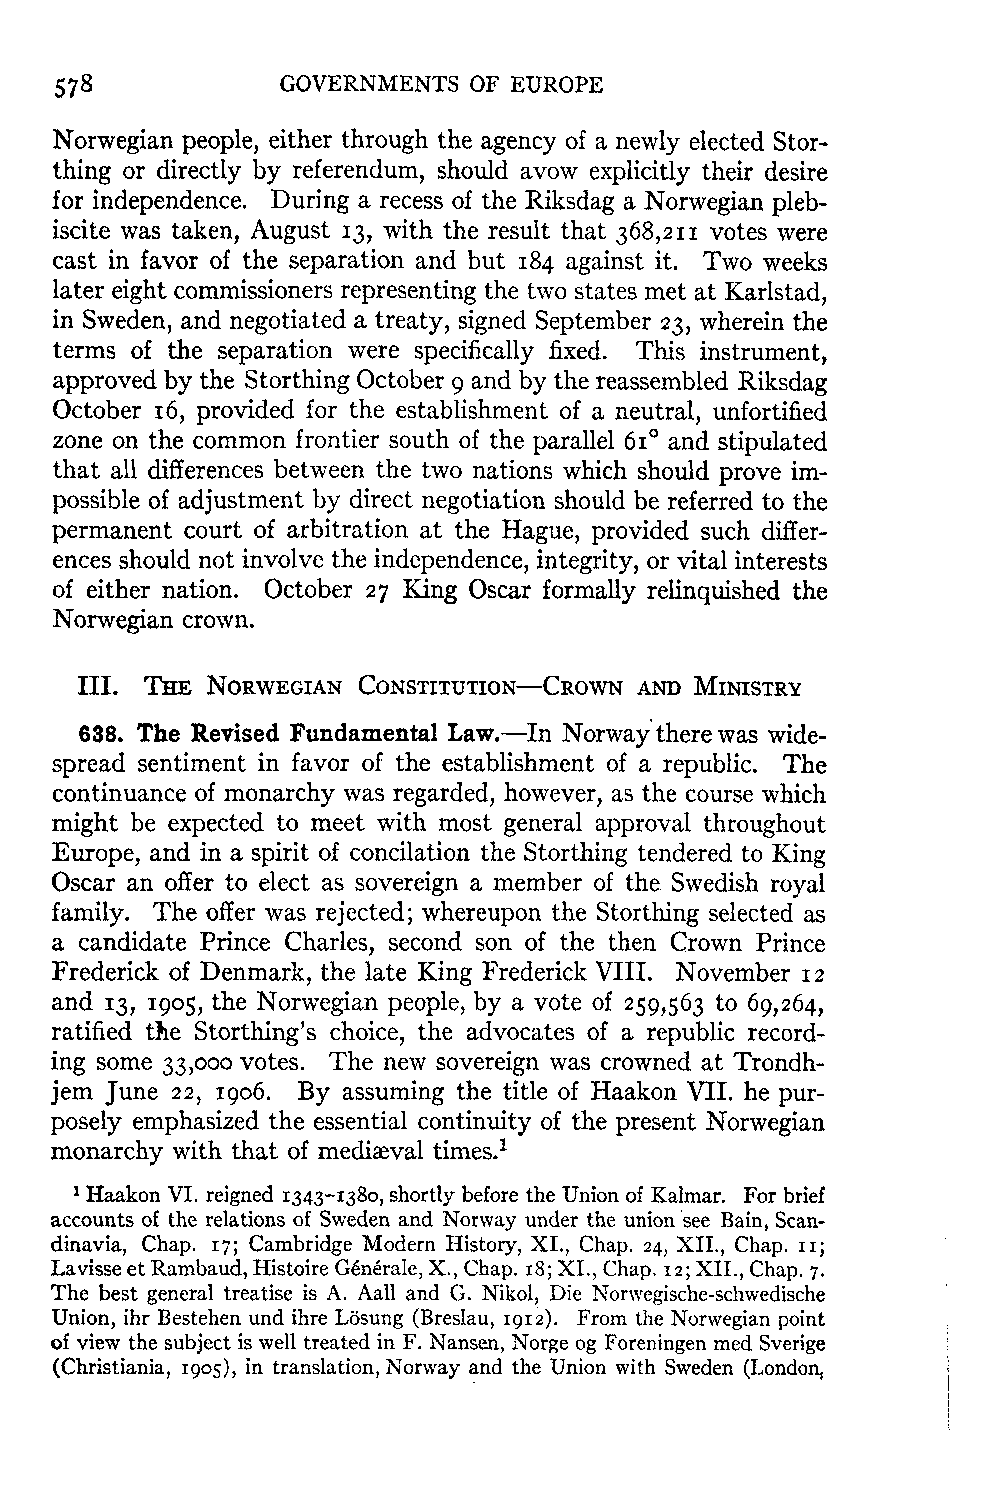 578 GOVERNMENTS OF EUROPE
Norwegian people, either through the agency of a newly elected Stor-
thing or directly by referendum, should avow explicitly their desire
for independence. During a recess of the Riksdag a Norwegian pleb-
iscite was taken, August 13, with the result that 368,211 votes were
cast in favor of the separation and but 184 against it. Two weeks
later eight commissioners representing the two states met at Karlstad,
in Sweden, and negotiated a treaty, signed September 23, wherein the
terms of the separation were specifically fixed. This instrument,
approved by the Storthing October 9 and by the reassembled Riksdag
October 16, provided for the establishment of a neutral, unfortified
zone on the common frontier south of the parallel 61° and stipulated
that all differences between the two nations which should prove im-
possible of adjustment by direct negotiation should be referred to the
permanent court of arbitration at the Hague, provided such differ-
ences should not involve the independence, integrity, or vital interests
of either nation. October 27 King Oscar formally relinquished the
Norwegian crown.
III. The Norwegian Constitution—Crown and Ministry
638. The Revised Fundamental Law.—In Norway there was wide-
spread sentiment in favor of the establishment of a republic. The
continuance of monarchy was regarded, however, as the course which
might be expected to meet with most general approval throughout
Europe, and in a spirit of concilation the Storthing tendered to King
Oscar an offer to elect as sovereign a member of the Swedish royal
family. The offer was rejected; whereupon the Storthing selected as
a candidate Prince Charles, second son of the then Crown Prince
Frederick of Denmark, the late King Frederick VIII. November 12
and 13, 1905, the Norwegian people, by a vote of 259,563 to 69,264,
ratified the Storthing's choice, the advocates of a republic record-
ing some 33,000 votes. The new sovereign was crowned at Trondh-
jem June 22, 1906. By assuming the title of Haakon VII. he pur-
posely emphasized the essential continuity of the present Norwegian
monarchy with that of mediæval times.¹
¹ Haakon VI. reigned 1343–1380, shortly before the Union of Kalmar. For brief
accounts of the relations of Sweden and Norway under the union see Bain, Scan-
dinavia, Chap. 17; Cambridge Modern History, XI., Chap. 24, XII., Chap. 11;
Lavisse et Rambaud, Histoire Générale, X., Chap. 18; XI., Chap. 12; XII., Chap. 7.
The best general treatise is A. Aall and G. Nikol, Die Norwegische-schwedische
Union, ihr Bestehen und ihre Lösung (Breslau, 1912). From the Norwegian point
of view the subject is well treated in F. Nansen, Norge og Foreningen med Sverige
(Christiania, 1905), in translation, Norway and the Union with Sweden (London,